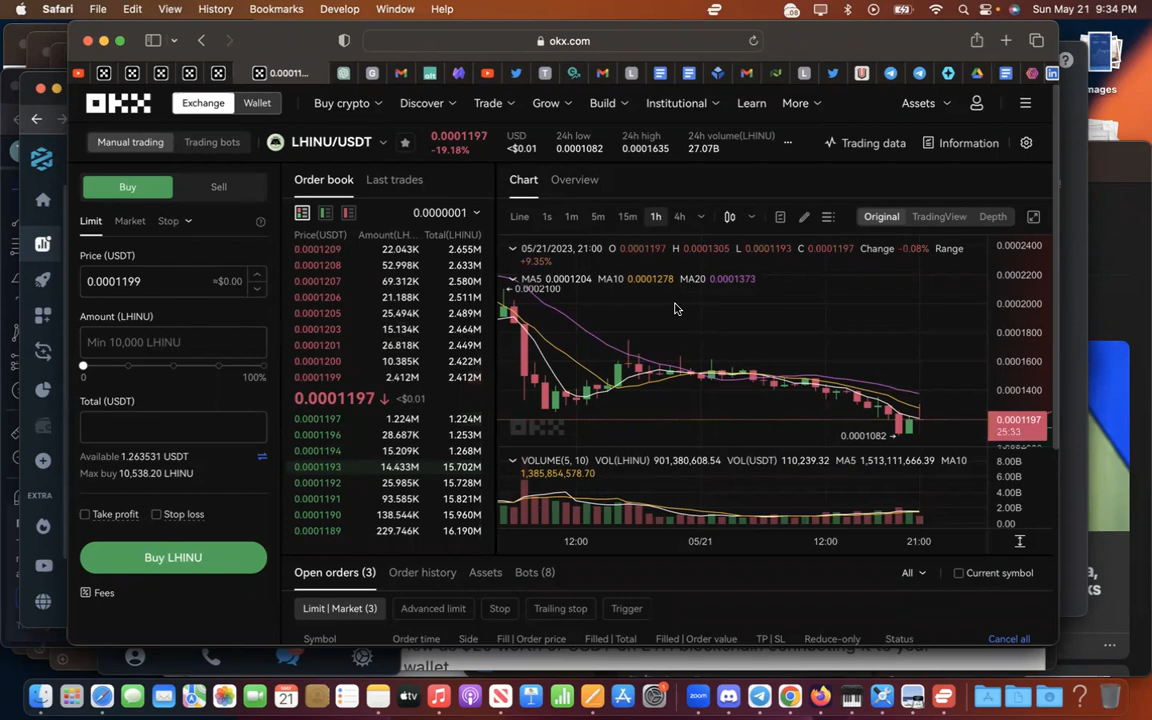 Safari File Edit View History Bookmarks Develop Window Help Sun May 21 9:34 PM
okx.com
0.00011...
OKX Exchange Wallet Buy crypto Discover Trade Grow Build Institutional Learn More Assets
Manual trading Trading bots
LHINU/USDT
0.0001197
-19.18%
USD
<$0.01
24h low
0.0001082
24h high
0.0001635
24h volume(LHINU)
27.07B
Trading data Information
Buy Sell
Limit Market Stop
Price (USDT)
0.0001199 ≈$0.00
Amount (LHINU)
Min 10,000 LHINU
0 100%
Total (USDT)
Available 1.263531 USDT
Max buy 10,538.20 LHINU
Take profit Stop loss
Buy LHINU
Fees
Order book Last trades
0.0000001
Price(USDT) Amount(LH... Total(LHINU)
0.0001209 22.043K 2.655M
0.0001208 52.998K 2.633M
0.0001207 69.312K 2.580M
0.0001206 21.188K 2.511M
0.0001205 25.494K 2.489M
0.0001203 15.134K 2.464M
0.0001201 26.818K 2.449M
0.0001200 10.385K 2.422M
0.0001199 2.412M 2.412M
0.0001197 <$0.01
0.0001197 1.224M 1.224M
0.0001196 28.687K 1.253M
0.0001194 15.209K 1.268M
0.0001193 14.433M 15.702M
0.0001192 25.985K 15.728M
0.0001191 93.585K 15.821M
0.0001190 138.544K 15.960M
0.0001189 229.746K 16.190M
Chart Overview
Line 1s 1m 5m 15m 1h 4h Original TradingView Depth
05/21/2023, 21:00 O 0.0001197 H 0.0001305 L 0.0001193 C 0.0001197 Change -0.08% Range
+9.35%
MA5 0.0001204 MA10 0.0001278 MA20 0.0001373
0.0002100
0.0001082
OKX
0.0002400
0.0002200
0.0002000
0.0001800
0.0001600
0.0001400
0.0001197
25:33
VOLUME(5, 10) VOL(LHINU) 901,380,608.54 VOL(USDT) 110,239.32 MA5 1,513,111,666.39 MA10
1,385,854,578.70
8.00B
6.00B
4.00B
2.00B
0.00
12:00 05/21 12:00 21:00
Open orders (3) Order history Assets Bots (8) All Current symbol
Limit | Market (3) Advanced limit Stop Trailing stop Trigger
Symbol Order time Side Fill | Order price Filled | Total Filled | Order value TP | SL Reduce-only Status Cancel all
EXTRA
wallet